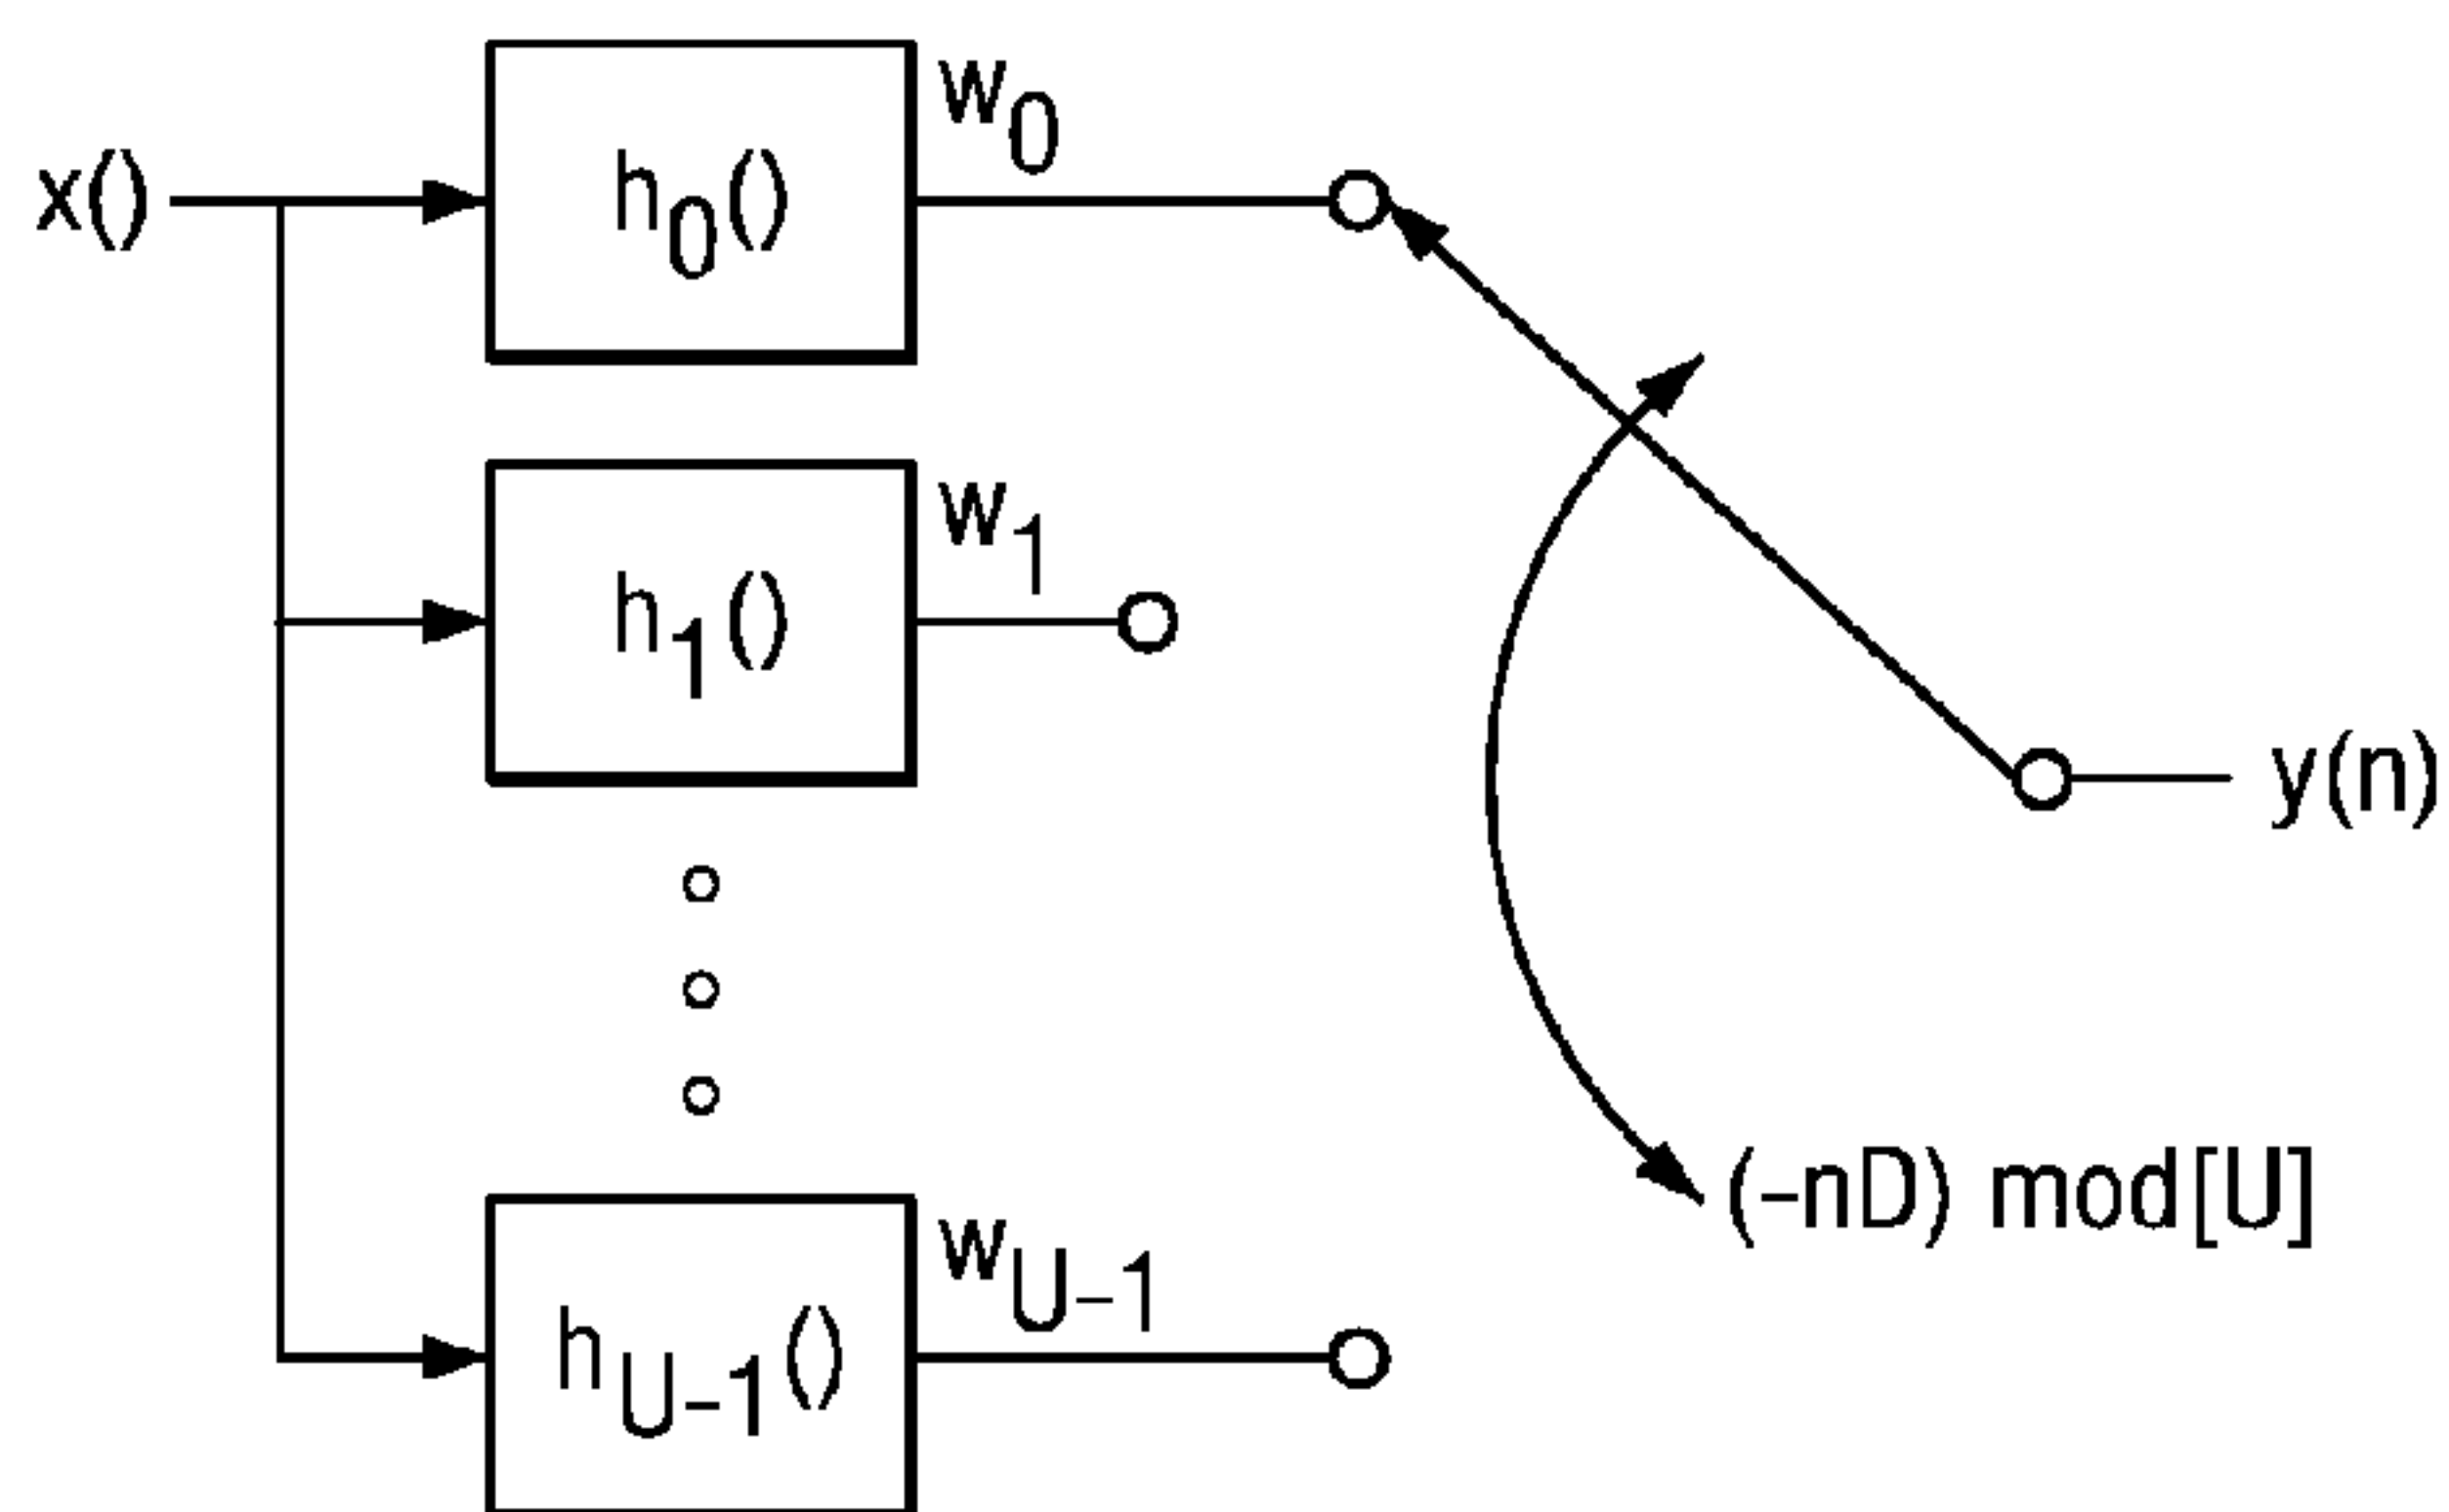 x()
h0()
w0
h1()
w1
y(n)
(-nD) mod[U]
hU-1()
wU-1